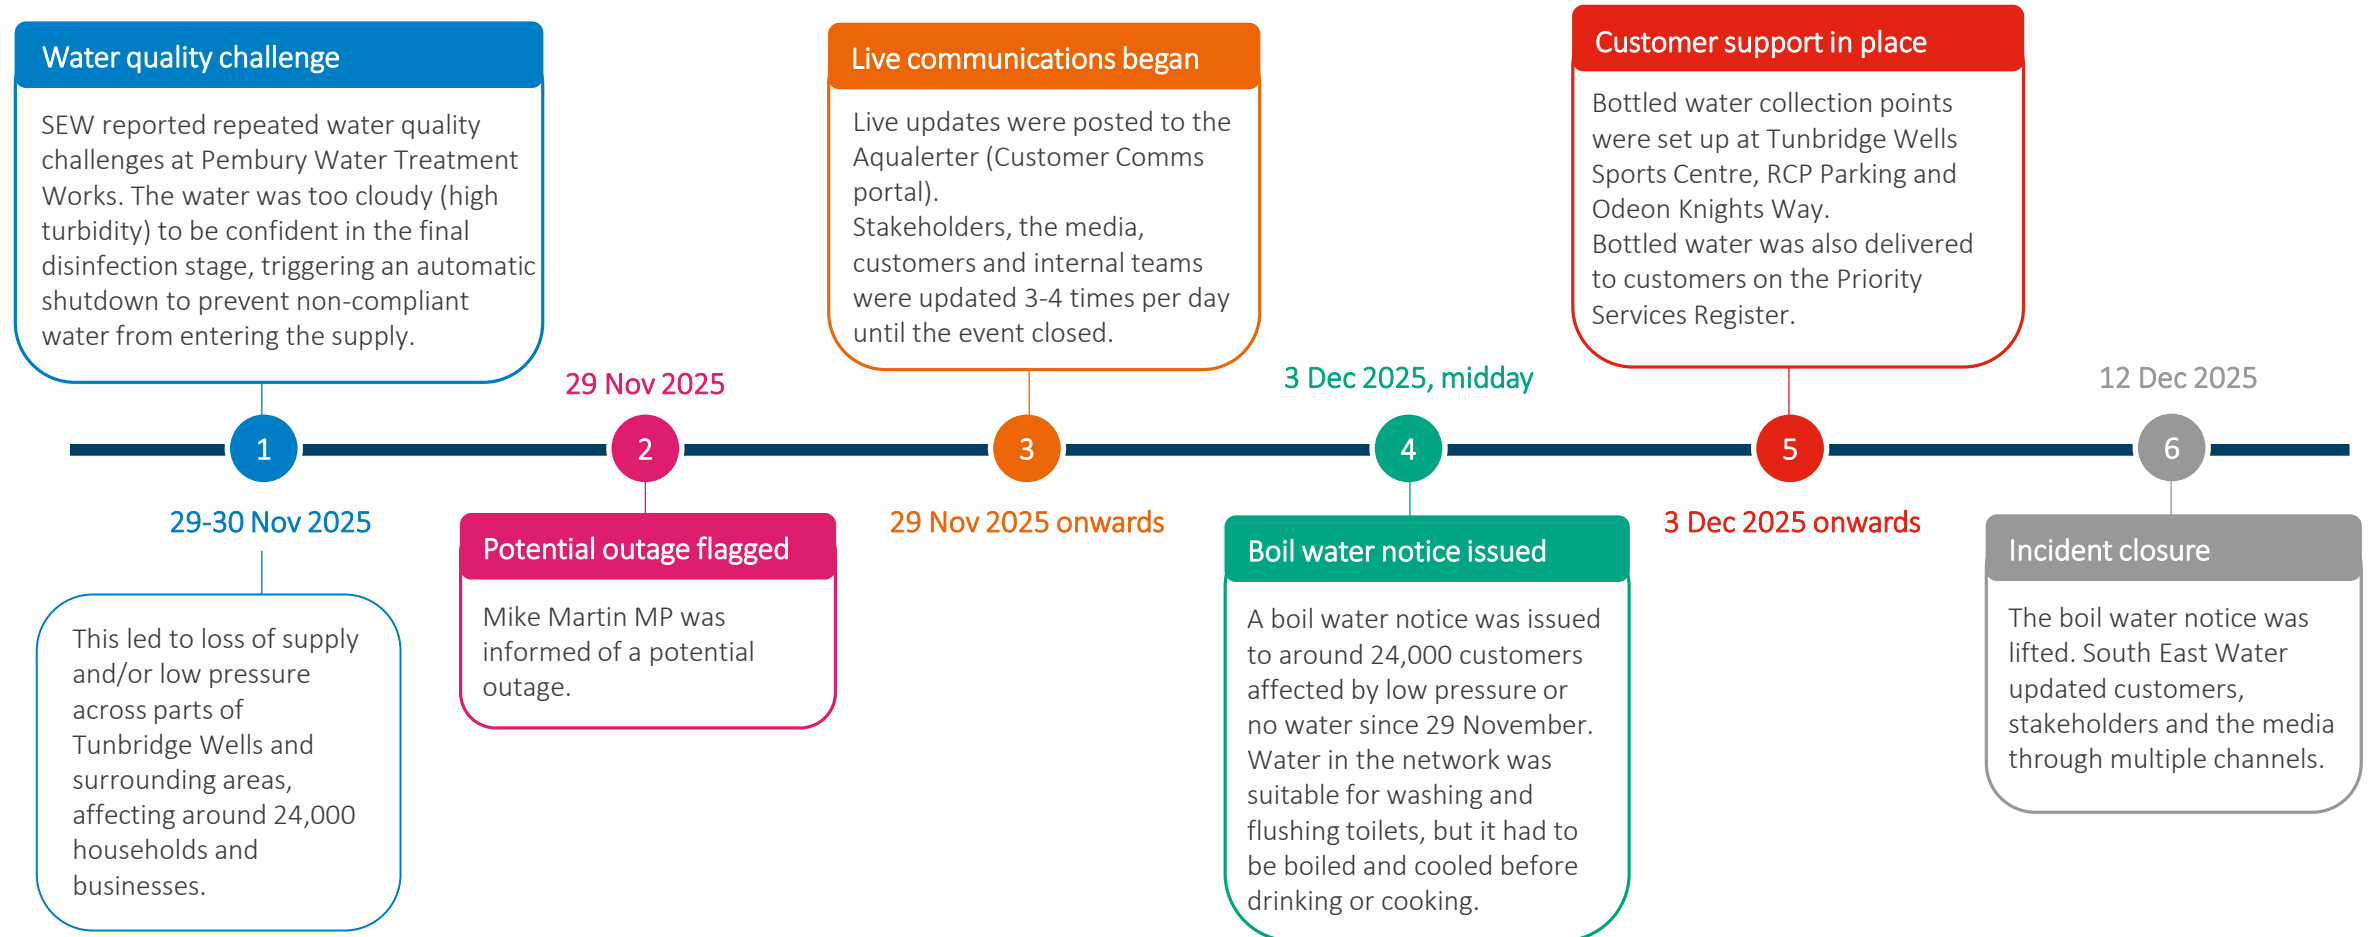 Water quality challenge
SEW reported repeated water quality
challenges at Pembury Water Treatment
Works. The water was too cloudy (high
turbidity) to be confident in the final
disinfection stage, triggering an automatic
shutdown to prevent non-compliant
water from entering the supply.
1
29-30 Nov 2025
This led to loss of supply
and/or low pressure
across parts of
Tunbridge Wells and
surrounding areas,
affecting around 24,000
households and
businesses.
29 Nov 2025
2
Potential outage flagged
Mike Martin MP was
informed of a potential
outage.
Live communications began
Live updates were posted to the
Aqualerter (Customer Comms
portal).
Stakeholders, the media,
customers and internal teams
were updated 3-4 times per day
until the event closed.
3
29 Nov 2025 onwards
3 Dec 2025, midday
4
Boil water notice issued
A boil water notice was issued
to around 24,000 customers
affected by low pressure or
no water since 29 November.
Water in the network was
suitable for washing and
flushing toilets, but it had to
be boiled and cooled before
drinking or cooking.
Customer support in place
Bottled water collection points
were set up at Tunbridge Wells
Sports Centre, RCP Parking and
Odeon Knights Way.
Bottled water was also delivered
to customers on the Priority
Services Register.
5
3 Dec 2025 onwards
12 Dec 2025
6
Incident closure
The boil water notice was
lifted. South East Water
updated customers,
stakeholders and the media
through multiple channels.